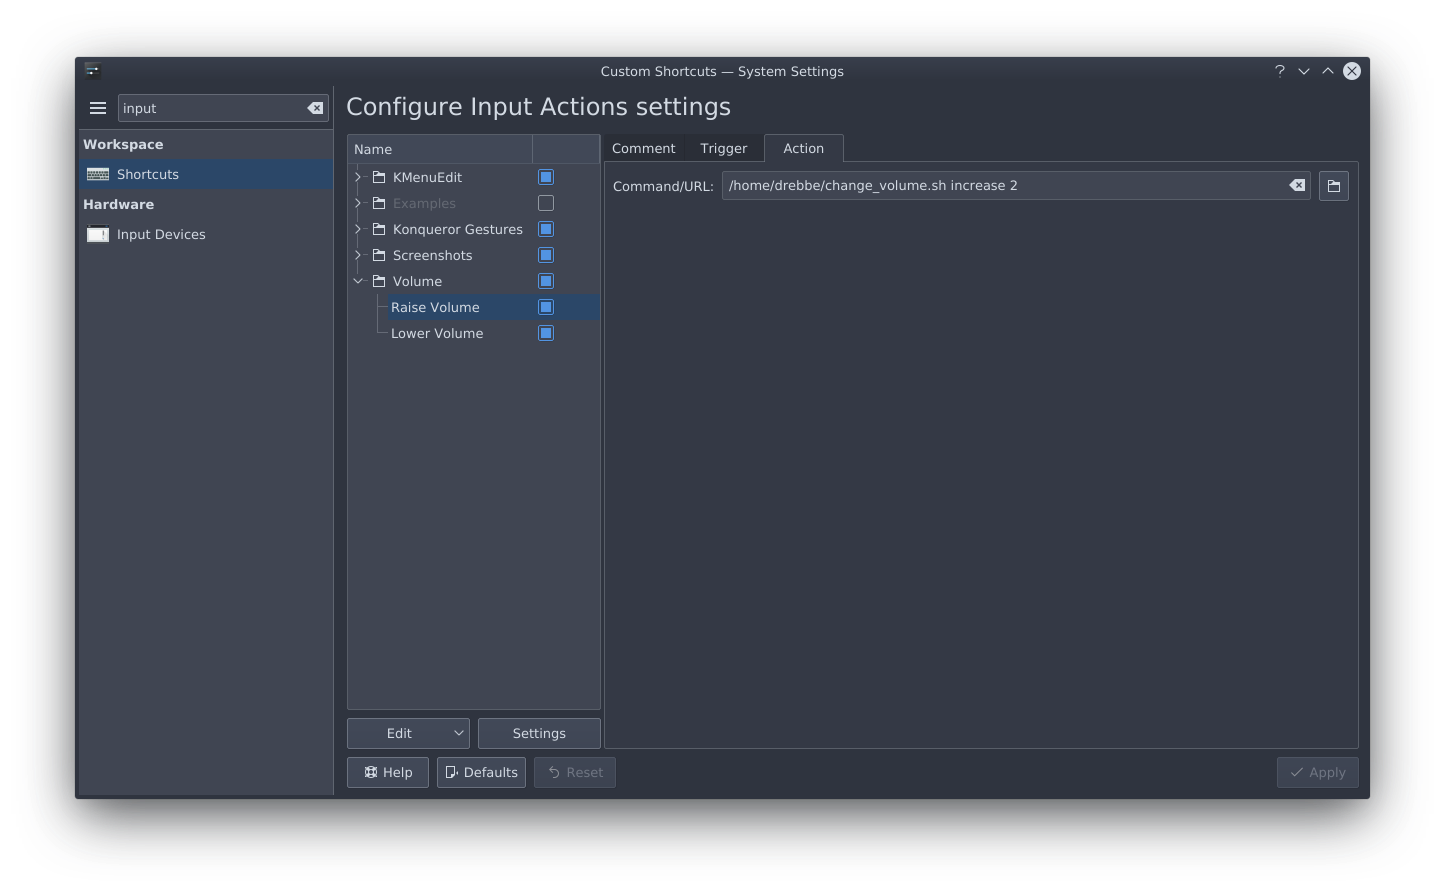 Custom Shortcuts — System Settings
?
input
Configure Input Actions settings
Workspace
Shortcuts
Hardware
Input Devices
Name
KMenuEdit
Examples
Konqueror Gestures
Screenshots
Volume
Raise Volume
Lower Volume
Comment Trigger Action
Command/URL: /home/drebbe/change_volume.sh increase 2
Edit Settings
Help Defaults Reset Apply